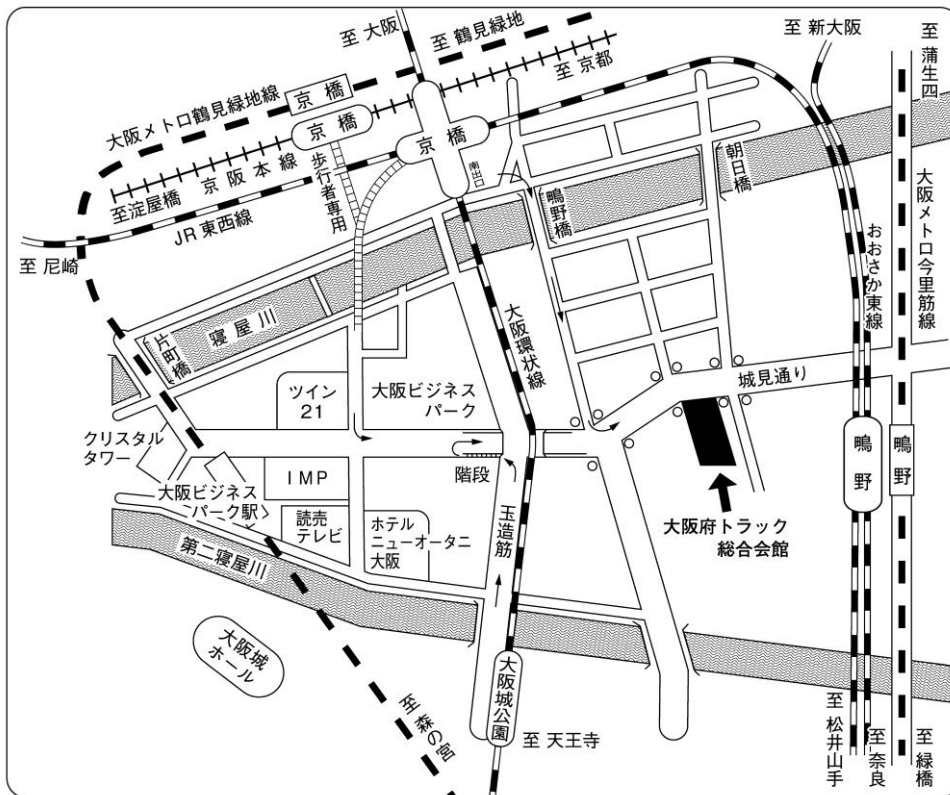 至 大阪
至 鶴見緑地
至 新大阪
至 蒲生四
至 京都
大阪メトロ鶴見緑地線
京橋
京橋
京橋
京阪本線
至淀屋橋
歩行者専用
南出口
JR 東西線
至 尼崎
鴫野橋
朝日橋
おおさか東線
大阪メトロ今里筋線
寝屋川
片町橋
大阪環状線
城見通り
ツイン
21
大阪ビジネス
パーク
クリスタル
タワー
階段
IMP
大阪ビジネス
パーク駅
読売
テレビ
ホテル
ニューオータニ
大阪
玉造筋
大阪府トラック
総合会館
鴫野
鴫野
第二寝屋川
大阪城
ホール
大阪城公園
至 森の宮
至 天王寺
至 松井山手
至 奈良
至 緑橋